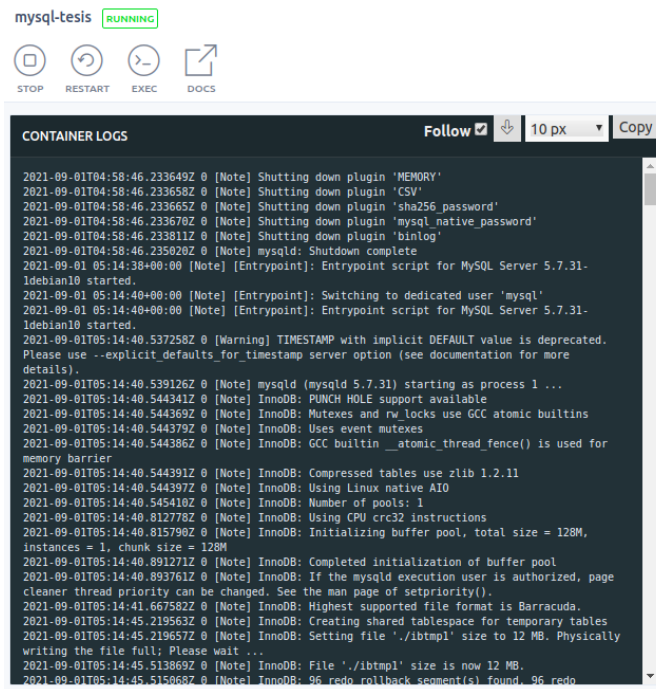 mysql-tesis RUNNING
STOP RESTART EXEC DOCS
CONTAINER LOGS Follow 10 px Copy
2021-09-01T04:58:46.233649Z 0 [Note] Shutting down plugin 'MEMORY'
2021-09-01T04:58:46.233658Z 0 [Note] Shutting down plugin 'CSV'
2021-09-01T04:58:46.233665Z 0 [Note] Shutting down plugin 'sha256_password'
2021-09-01T04:58:46.233670Z 0 [Note] Shutting down plugin 'mysql_native_password'
2021-09-01T04:58:46.233811Z 0 [Note] Shutting down plugin 'binlog'
2021-09-01T04:58:46.235020Z 0 [Note] mysqld: Shutdown complete
2021-09-01 05:14:38+00:00 [Note] [Entrypoint]: Entrypoint script for MySQL Server 5.7.31-
1debian10 started.
2021-09-01 05:14:40+00:00 [Note] [Entrypoint]: Switching to dedicated user 'mysql'
2021-09-01 05:14:40+00:00 [Note] [Entrypoint]: Entrypoint script for MySQL Server 5.7.31-
1debian10 started.
2021-09-01T05:14:40.537258Z 0 [Warning] TIMESTAMP with implicit DEFAULT value is deprecated.
Please use --explicit_defaults_for_timestamp server option (see documentation for more
details).
2021-09-01T05:14:40.539126Z 0 [Note] mysqld (mysqld 5.7.31) starting as process 1 ...
2021-09-01T05:14:40.544341Z 0 [Note] InnoDB: PUNCH HOLE support available
2021-09-01T05:14:40.544369Z 0 [Note] InnoDB: Mutexes and rw_locks use GCC atomic builtins
2021-09-01T05:14:40.544379Z 0 [Note] InnoDB: Uses event mutexes
2021-09-01T05:14:40.544386Z 0 [Note] InnoDB: GCC builtin __atomic_thread_fence() is used for
memory barrier
2021-09-01T05:14:40.544391Z 0 [Note] InnoDB: Compressed tables use zlib 1.2.11
2021-09-01T05:14:40.544397Z 0 [Note] InnoDB: Using Linux native AIO
2021-09-01T05:14:40.545410Z 0 [Note] InnoDB: Number of pools: 1
2021-09-01T05:14:40.812778Z 0 [Note] InnoDB: Using CPU crc32 instructions
2021-09-01T05:14:40.815790Z 0 [Note] InnoDB: Initializing buffer pool, total size = 128M,
instances = 1, chunk size = 128M
2021-09-01T05:14:40.891271Z 0 [Note] InnoDB: Completed initialization of buffer pool
2021-09-01T05:14:40.893761Z 0 [Note] InnoDB: If the mysqld execution user is authorized, page
cleaner thread priority can be changed. See the man page of setpriority().
2021-09-01T05:14:41.667582Z 0 [Note] InnoDB: Highest supported file format is Barracuda.
2021-09-01T05:14:45.219563Z 0 [Note] InnoDB: Creating shared tablespace for temporary tables
2021-09-01T05:14:45.219657Z 0 [Note] InnoDB: Setting file './ibtmp1' size to 12 MB. Physically
writing the file full; Please wait ...
2021-09-01T05:14:45.513869Z 0 [Note] InnoDB: File './ibtmp1' size is now 12 MB.
2021-09-01T05:14:45.515068Z 0 [Note] InnoDB: 96 redo rollback segment(s) found. 96 redo